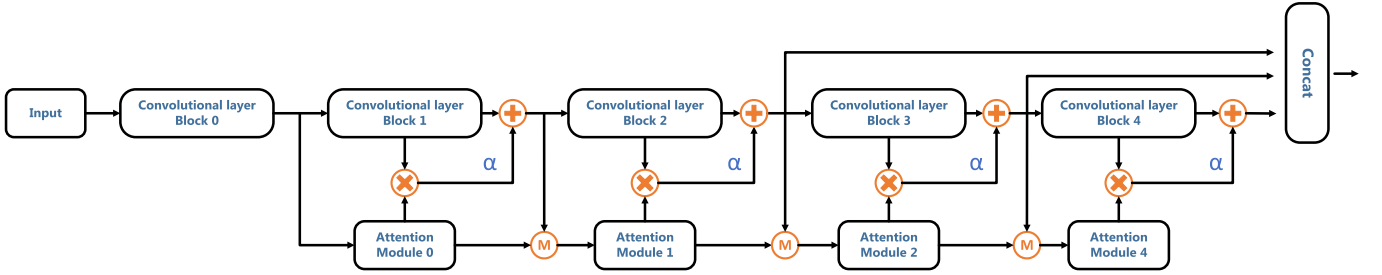 Input
Convolutional layer
Block 0
Convolutional layer
Block 1
Convolutional layer
Block 2
Convolutional layer
Block 3
Convolutional layer
Block 4
Concat
α
α
α
α
Attention
Module 0
M
Attention
Module 1
M
Attention
Module 2
M
Attention
Module 4